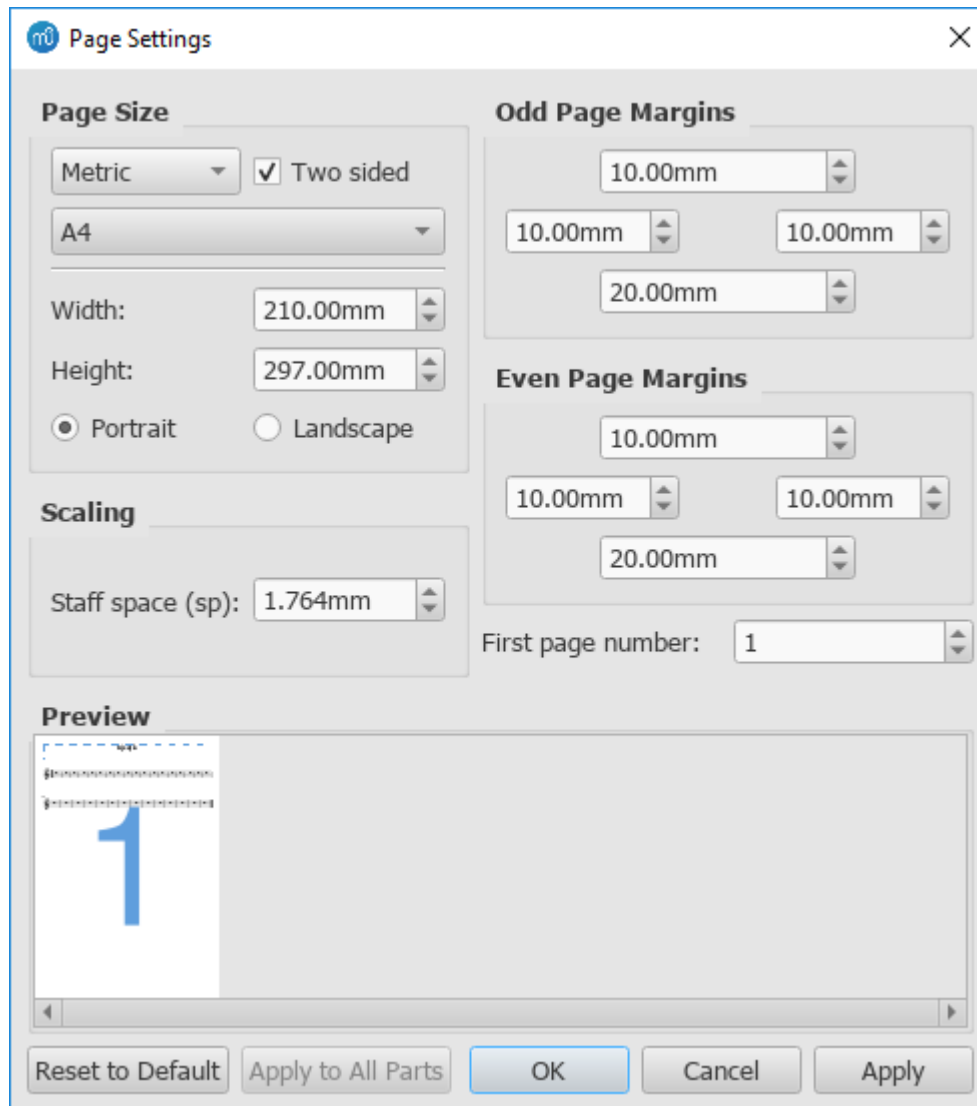 Page Settings
Page Size
Metric
Two sided
A4
Width:
210.00mm
Height:
297.00mm
Portrait
Landscape
Scaling
Staff space (sp):
1.764mm
Odd Page Margins
10.00mm
10.00mm
10.00mm
20.00mm
Even Page Margins
10.00mm
10.00mm
10.00mm
20.00mm
First page number:
1
Preview
1
Reset to Default
Apply to All Parts
OK
Cancel
Apply